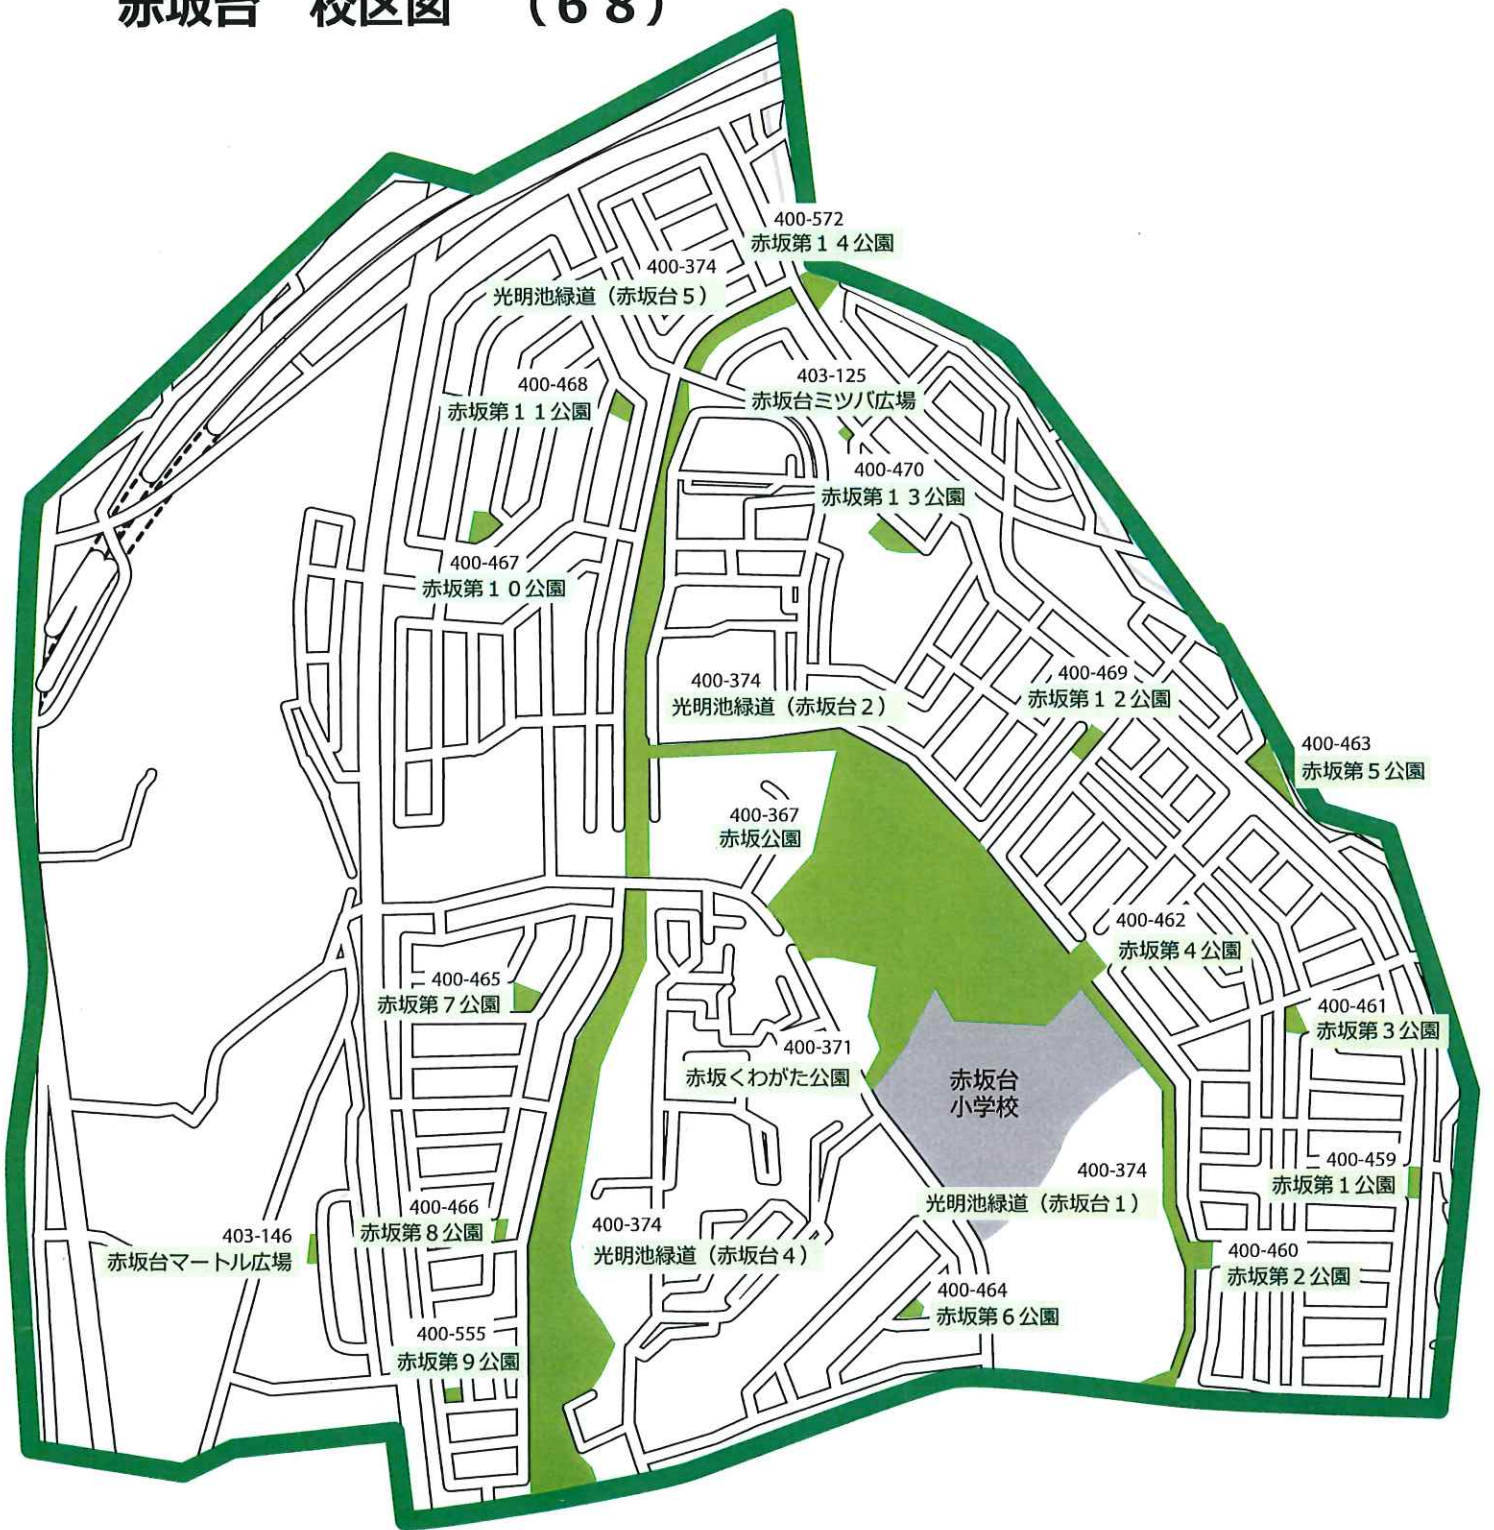 赤坂台　校区図　（６８）
400-572
赤坂第１４公園
400-374
光明池緑道（赤坂台５）
403-125
赤坂台ミツバ広場
400-468
赤坂第１１公園
400-470
赤坂第１３公園
400-467
赤坂第１０公園
400-469
赤坂第１２公園
400-374
光明池緑道（赤坂台２）
400-463
赤坂第５公園
400-367
赤坂公園
400-462
赤坂第４公園
400-465
赤坂第７公園
400-461
赤坂第３公園
400-371
赤坂くわがた公園
赤坂台
小学校
400-459
赤坂第１公園
400-374
光明池緑道（赤坂台１）
400-466
赤坂第８公園
403-146
赤坂台マートル広場
400-374
光明池緑道（赤坂台４）
400-460
赤坂第２公園
400-464
赤坂第６公園
400-555
赤坂第９公園